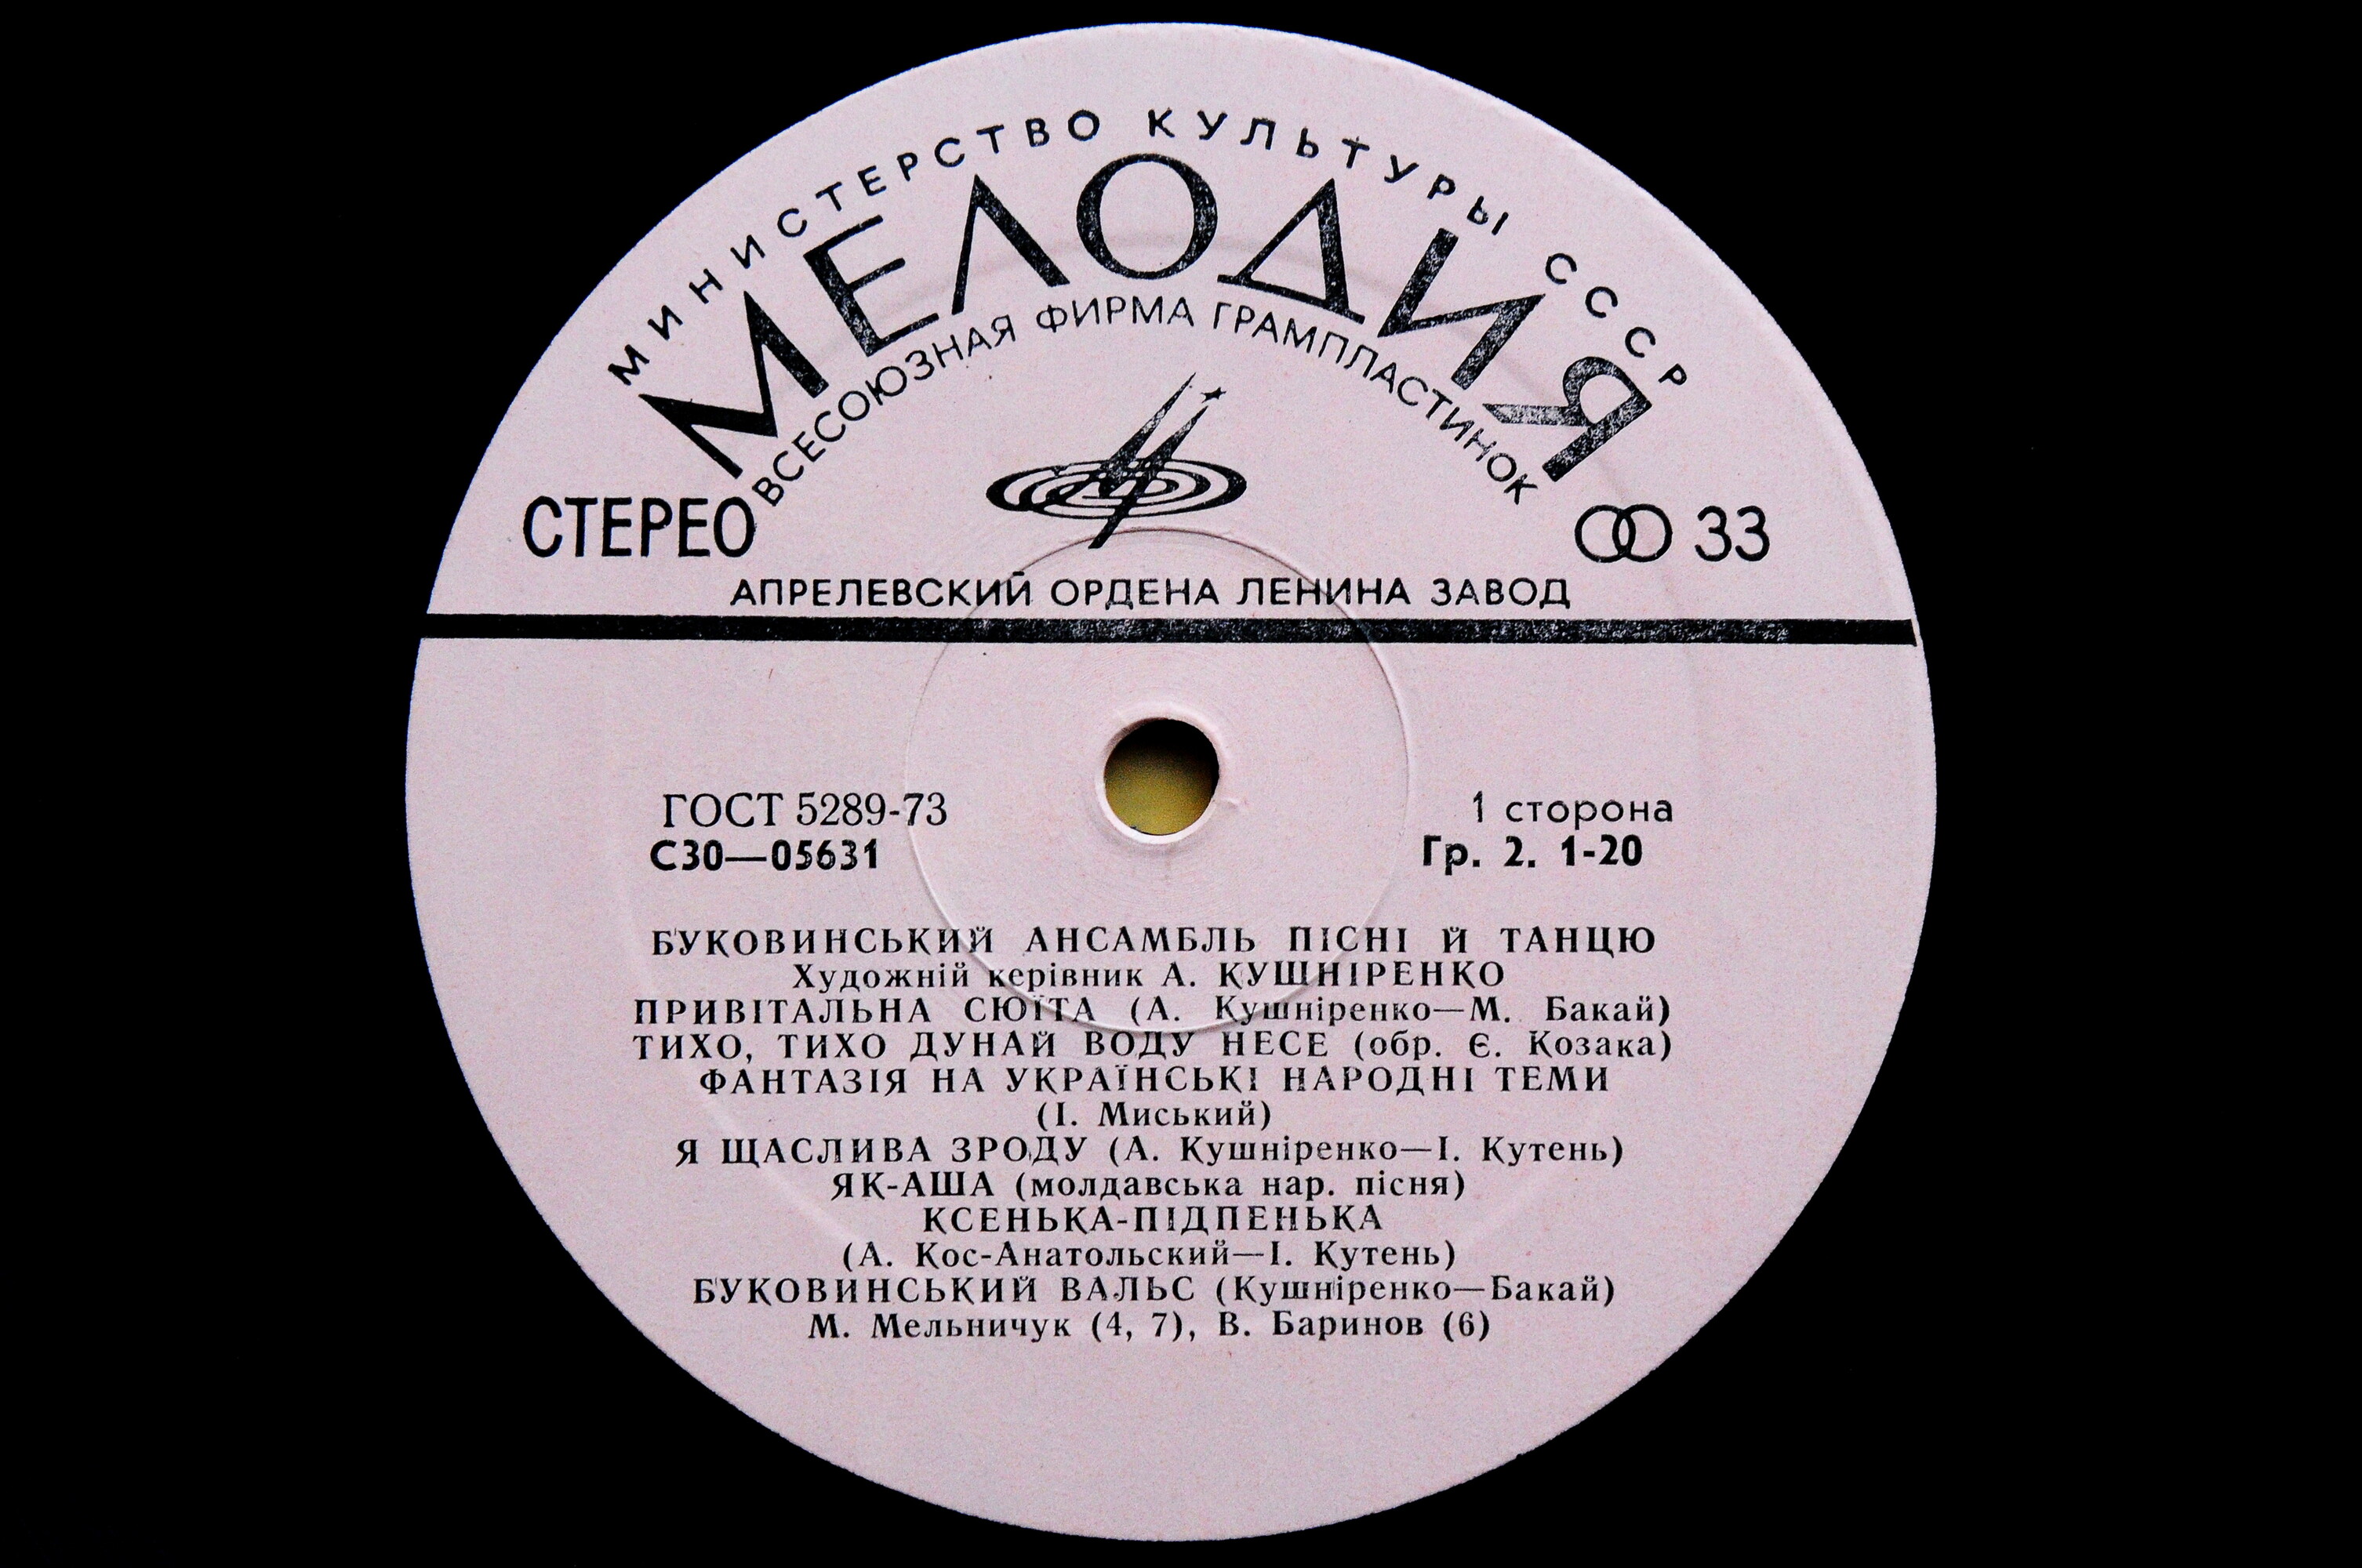 МИНИСТЕРСТВО КУЛЬТУРЫ СССР
МЕЛОДИЯ
ВСЕСОЮЗНАЯ ФИРМА ГРАМПЛАСТИНОК
СТЕРЕО
33
АПРЕЛЕВСКИЙ ОРДЕНА ЛЕНИНА ЗАВОД
ГОСТ 5289-73
1 сторона
С30—05631
Гр. 2. 1-20
БУКОВИНСЬКИЙ АНСАМБЛЬ ПІСНІ Й ТАНЦЮ
Художній керівник А. КУШНІРЕНКО
ПРИВІТАЛЬНА СЮЇТА (А. Кушніренко—М. Бакай)
ТИХО, ТИХО ДУНАЙ ВОДУ НЕСЕ (обр. Є. Козака)
ФАНТАЗІЯ НА УКРАЇНСЬКІ НАРОДНІ ТЕМИ
(І. Миський)
Я ЩАСЛИВА ЗРОДУ (А. Кушніренко—І. Кутень)
ЯК-АША (молдавська нар. пісня)
КСЕНЬКА-ПІДПЕНЬКА
(А. Кос-Анатольский—І. Кутень)
БУКОВИНСЬКИЙ ВАЛЬС (Кушніренко—Бакай)
М. Мельничук (4, 7), В. Баринов (6)